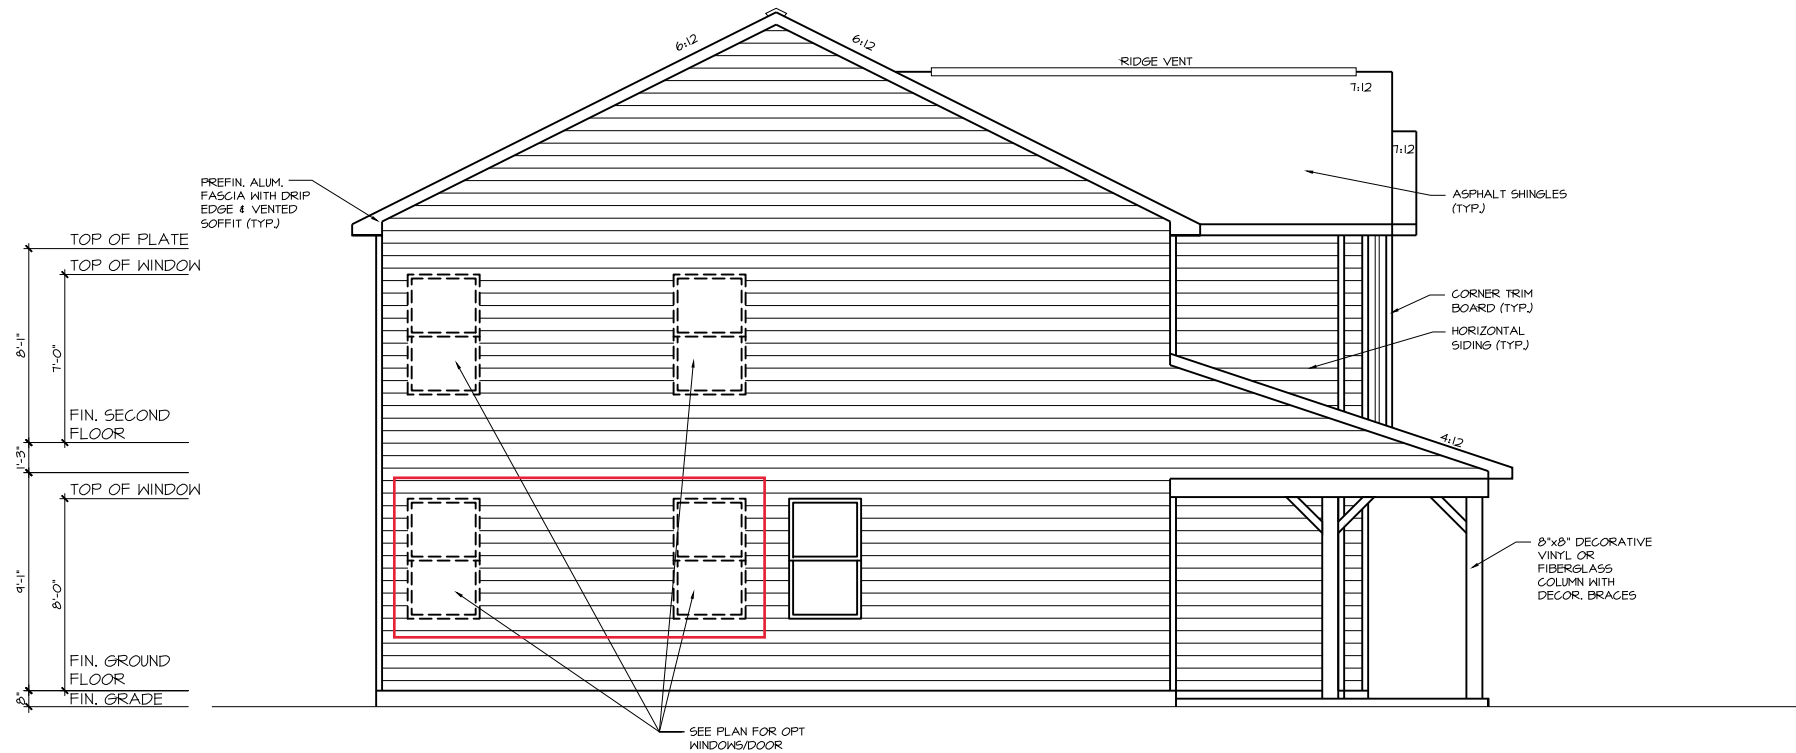 6:12
6:12
RIDGE VENT
7:12
7:12
PREFIN. ALUM.
FASCIA WITH DRIP
EDGE & VENTED
SOFFIT (TYP.)
ASPHALT SHINGLES
(TYP.)
TOP OF PLATE
TOP OF WINDOW
CORNER TRIM
BOARD (TYP.)
HORIZONTAL
SIDING (TYP.)
8'-1"
7'-0"
FIN. SECOND
FLOOR
4:12
1'-3"
TOP OF WINDOW
8"x8" DECORATIVE
VINYL OR
FIBERGLASS
COLUMN WITH
DECOR. BRACES
9'-1"
8'-0"
FIN. GROUND
FLOOR
8"
FIN. GRADE
SEE PLAN FOR OPT
WINDOWS/DOOR